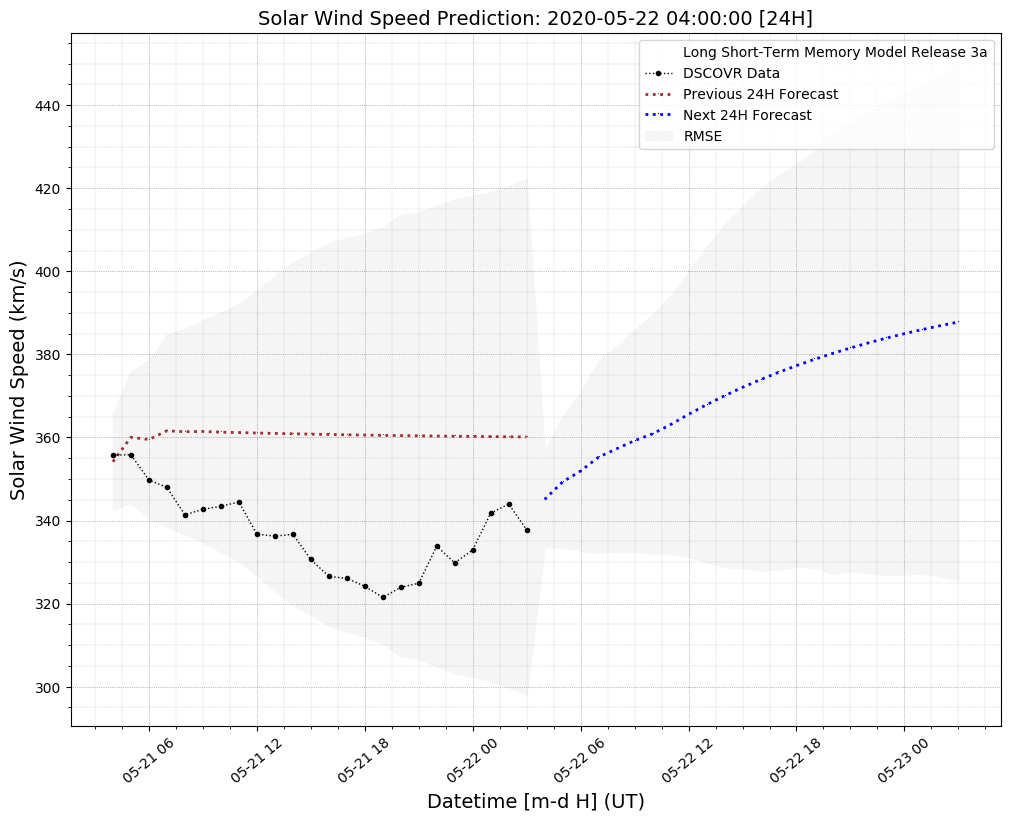 Solar Wind Speed Prediction: 2020-05-22 04:00:00 [24H]
Long Short-Term Memory Model Release 3a
DSCOVR Data
Previous 24H Forecast
Next 24H Forecast
RMSE
Solar Wind Speed (km/s)
440
420
400
380
360
340
320
300
05-21 06
05-21 12
05-21 18
05-22 00
05-22 06
05-22 12
05-22 18
05-23 00
Datetime [m-d H] (UT)